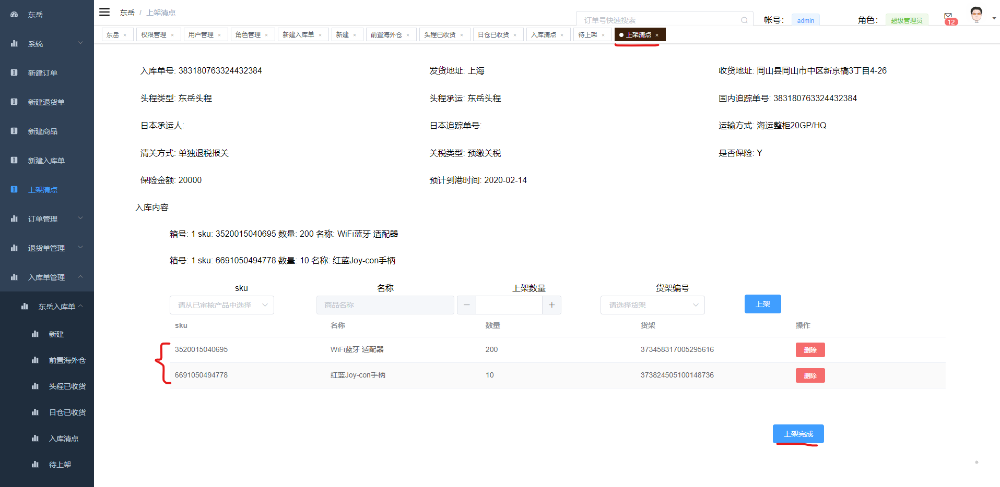 东岳
系统
新建订单
新建退货单
新建商品
新建入库单
上架清点
订单管理
退货单管理
入库单管理
东岳入库单
新建
前置海外仓
头程已收货
日仓已收货
入库清点
待上架
东岳 / 上架清点
订单号快速搜索
帐号： admin
角色： 超级管理员
12
东岳 × 权限管理 × 用户管理 × 角色管理 × 新建入库单 × 新建 × 前置海外仓 × 头程已收货 × 日仓已收货 × 入库清点 × 待上架 × 上架清点 ×
入库单号: 383180763324432384 发货地址: 上海 收货地址: 岡山县岡山市中区新京橋3丁目4-26
头程类型: 东岳头程 头程承运: 东岳头程 国内追踪单号: 383180763324432384
日本承运人: 日本追踪单号: 运输方式: 海运整柜20GP/HQ
清关方式: 单独退税报关 关税类型: 预缴关税 是否保险: Y
保险金额: 20000 预计到港时间: 2020-02-14
入库内容
箱号: 1 sku: 3520015040695 数量: 200 名称: WiFi蓝牙 适配器
箱号: 1 sku: 6691050494778 数量: 10 名称: 红蓝Joy-con手柄
sku 名称 上架数量 货架编号
请从已审核产品中选择 商品名称 − + 请选择货架 上架
sku 名称 数量 货架 操作
3520015040695 WiFi蓝牙 适配器 200 373458317005295616 删除
6691050494778 红蓝Joy-con手柄 10 373824505100148736 删除
上架完成